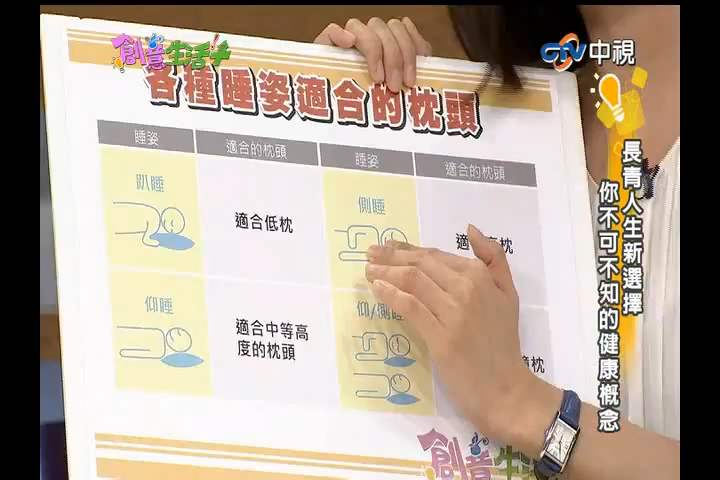 創意生活
CTV中視
各種睡姿適合的枕頭
睡姿
適合的枕頭
睡姿
適合的枕頭
趴睡
適合低枕
側睡
適
枕
仰睡
適合中等高
度的枕頭
仰/側睡
枕
創意生活
長青人生新選擇
你不可不知的健康概念